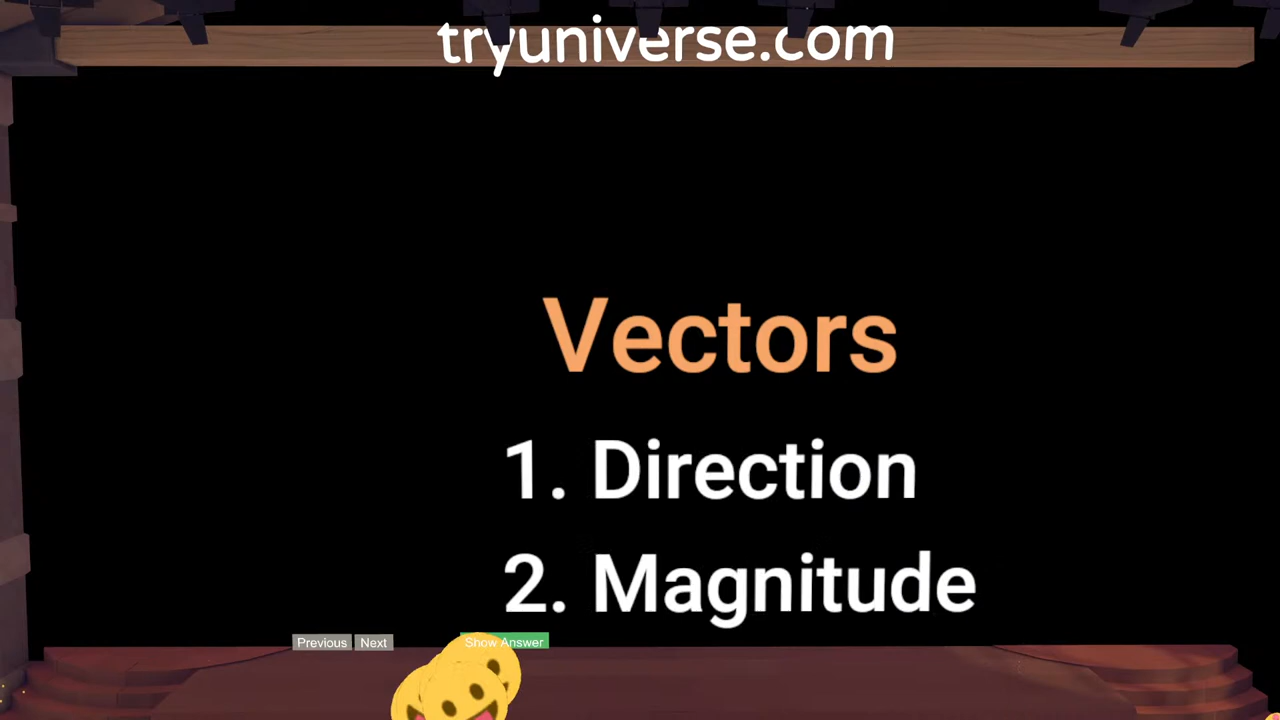 tryuniverse.com
Vectors
1. Direction
2. Magnitude
Previous Next Show Answer